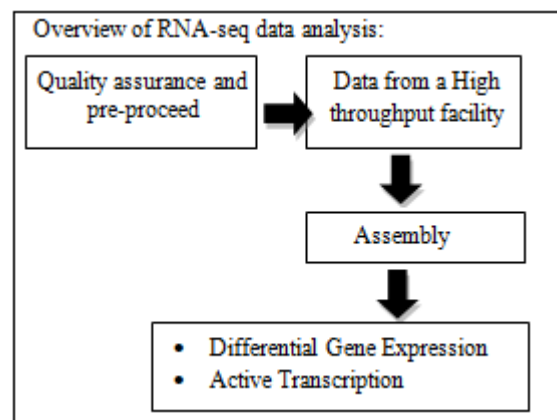 Overview of RNA-seq data analysis:
Quality assurance and
pre-proceed
Data from a High
throughput facility
Assembly
• Differential Gene Expression
• Active Transcription